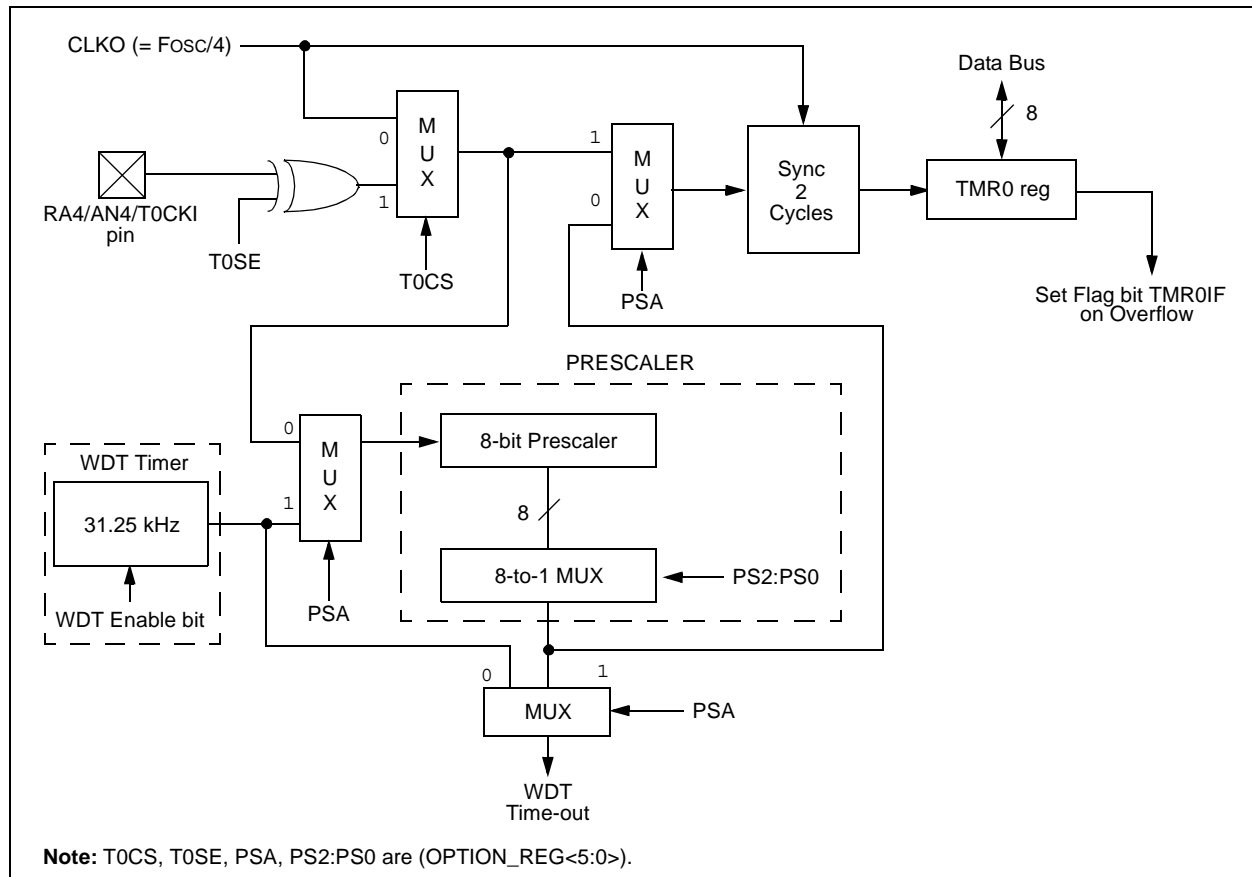 CLKO (= FOSC/4)
Data Bus
8
0
M
U
X
1
M
U
X
1
0
Sync
2
Cycles
TMR0 reg
RA4/AN4/T0CKI
pin
T0SE
T0CS
PSA
Set Flag bit TMR0IF
on Overflow
PRESCALER
0
M
U
X
1
8-bit Prescaler
WDT Timer
31.25 kHz
8
8-to-1 MUX
PS2:PS0
WDT Enable bit
PSA
0
1
MUX
PSA
WDT
Time-out
Note: T0CS, T0SE, PSA, PS2:PS0 are (OPTION_REG<5:0>).